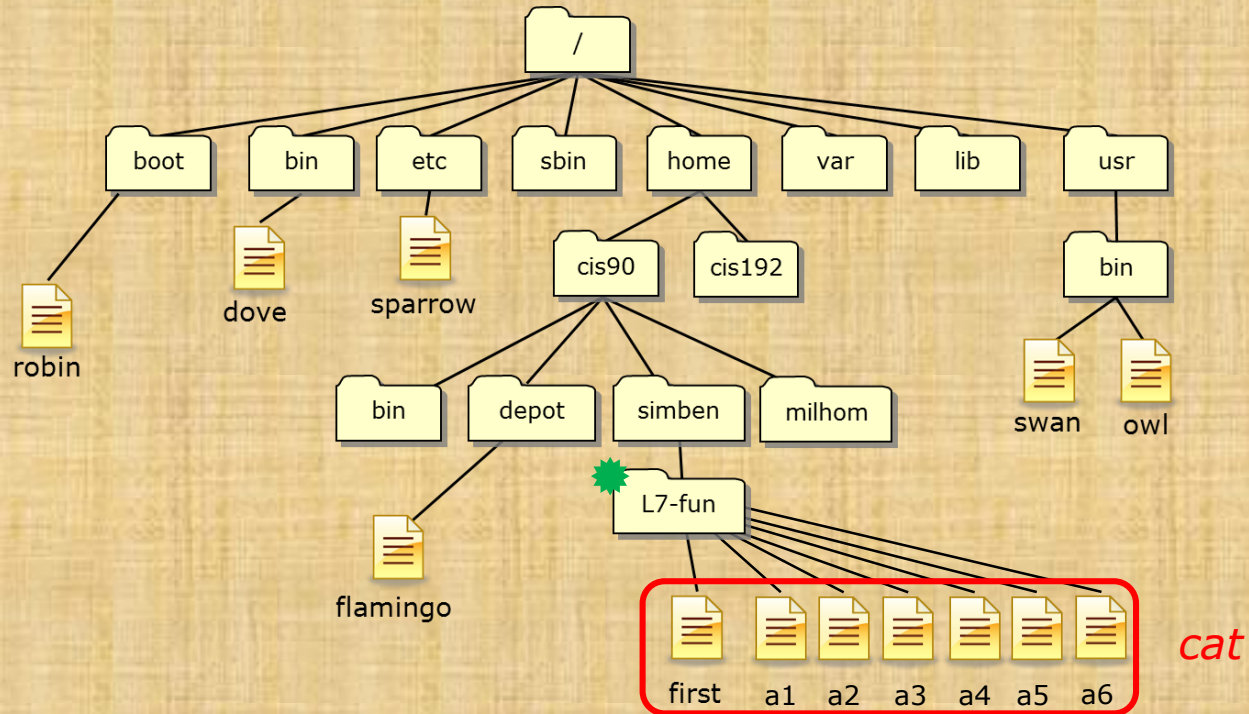 /
boot
bin
etc
sbin
home
var
lib
usr
cis90
cis192
bin
dove
sparrow
robin
bin
depot
simben
milhom
swan
owl
L7-fun
flamingo
cat
first
a1
a2
a3
a4
a5
a6